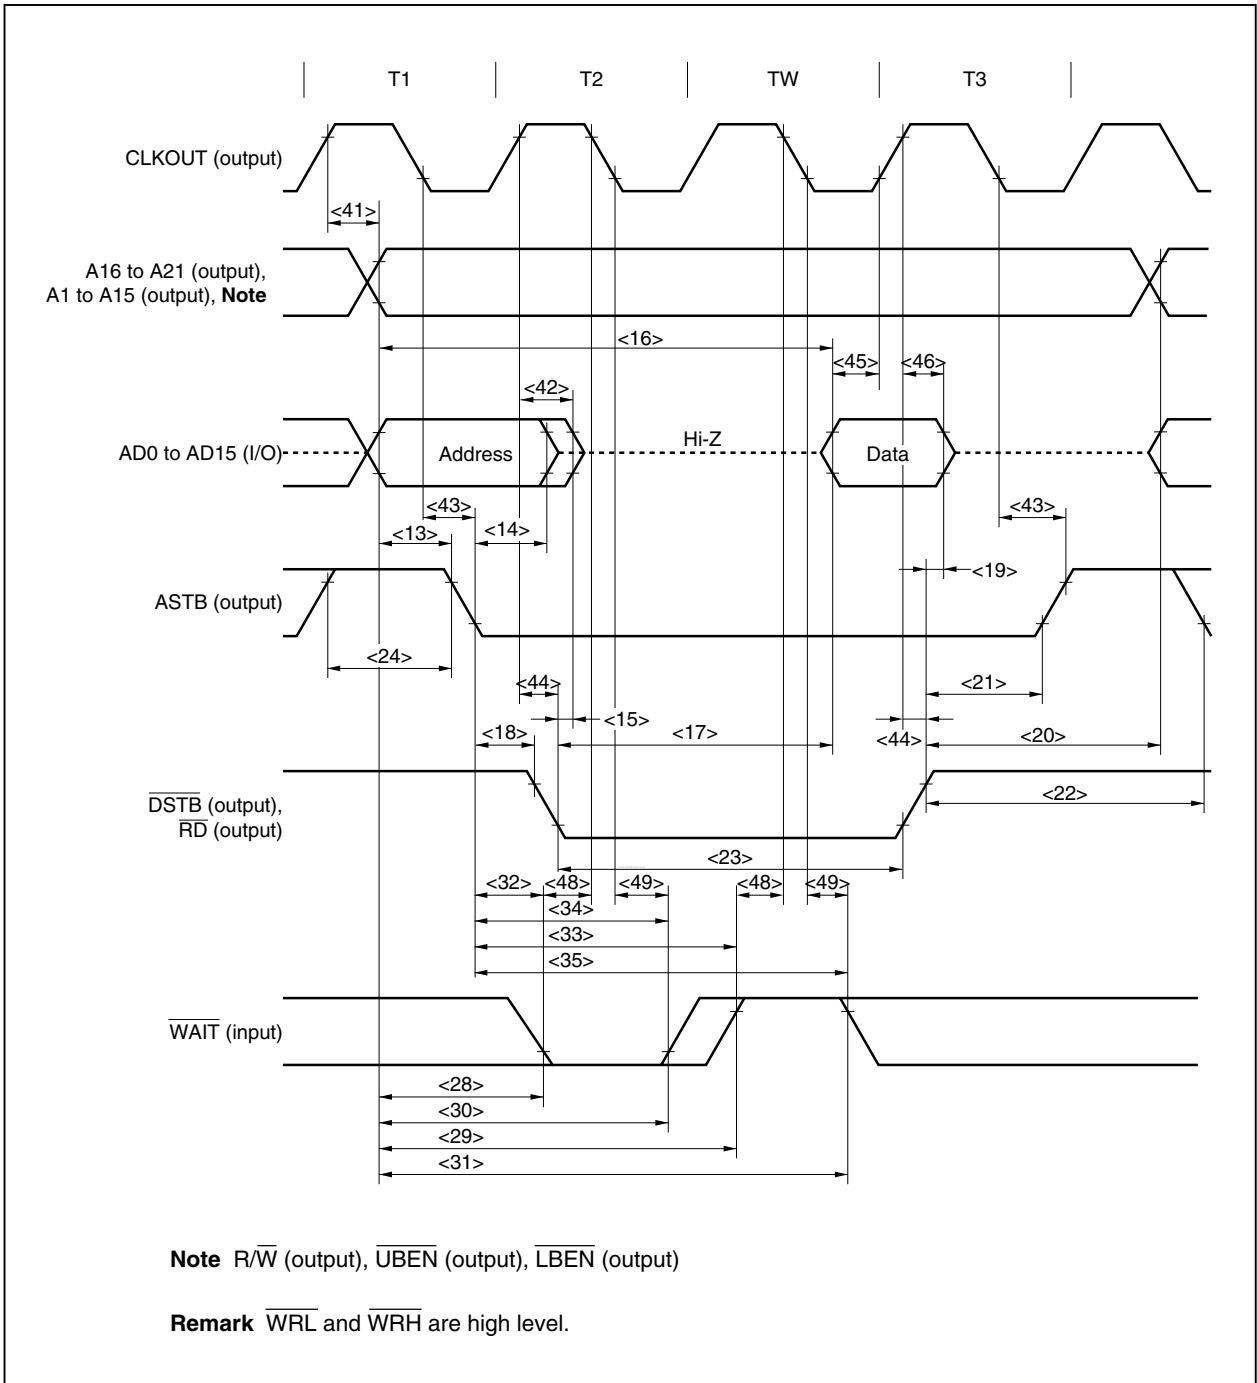 T1 T2 TW T3
CLKOUT (output)
<41>
A16 to A21 (output),
A1 to A15 (output), Note
<16>
<45> <46>
<42>
Hi-Z
AD0 to AD15 (I/O) Address Data
<43> <43>
<13> <14>
<19>
ASTB (output)
<24>
<44> <21>
<15>
<18> <17> <44> <20>
DSTB (output),
RD (output)
<22>
<23>
<32> <48> <49> <48> <49>
<34>
<33>
<35>
WAIT (input)
<28>
<30>
<29>
<31>
Note R/W (output), UBEN (output), LBEN (output)
Remark WRL and WRH are high level.